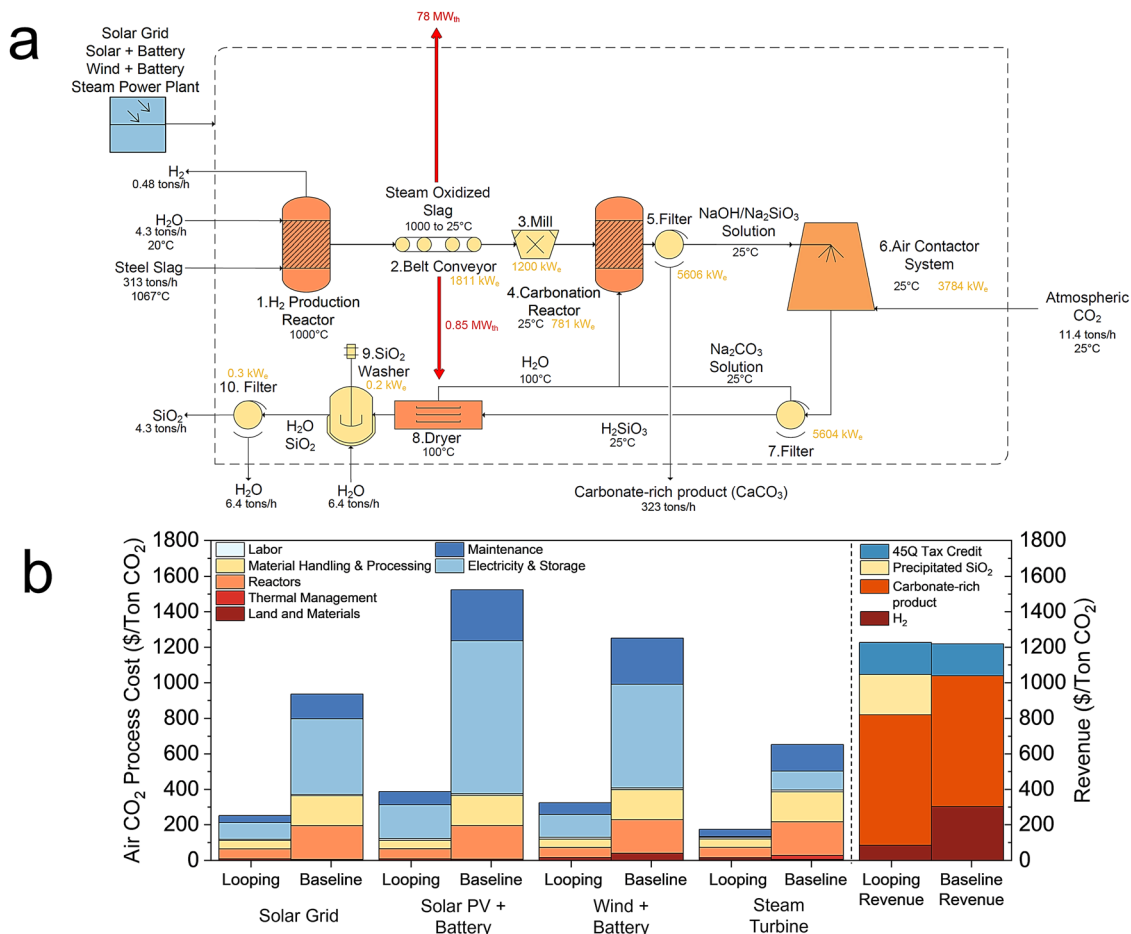 a
Solar Grid
Solar + Battery
Wind + Battery
Steam Power Plant
78 MWth
H2
0.48 tons/h
H2O
4.3 tons/h
20°C
Steel Slag
313 tons/h
1067°C
1.H2 Production
Reactor
1000°C
Steam Oxidized
Slag
1000 to 25°C
2.Belt Conveyor
1811 kWe
3.Mill
1200 kWe
4.Carbonation
Reactor
25°C
781 kWe
5.Filter
5606 kWe
NaOH/Na2SiO3
Solution
25°C
6.Air Contactor
System
25°C
3784 kWe
Atmospheric
CO2
11.4 tons/h
25°C
0.85 MWth
H2O
100°C
Na2CO3
Solution
25°C
9.SiO2
Washer
0.2 kWe
0.3 kWe
10. Filter
SiO2
4.3 tons/h
H2O
SiO2
8.Dryer
100°C
H2SiO3
25°C
5604 kWe
7.Filter
H2O
6.4 tons/h
H2O
6.4 tons/h
Carbonate-rich product (CaCO3)
323 tons/h
b
Air CO2 Process Cost ($/Ton CO2)
1800
1600
1400
1200
1000
800
600
400
200
0
Labor
Material Handling & Processing
Reactors
Thermal Management
Land and Materials
Maintenance
Electricity & Storage
45Q Tax Credit
Precipitated SiO2
Carbonate-rich
product
H2
1800
1600
1400
1200
1000
800
600
400
200
0
Revenue ($/Ton CO2)
Looping
Baseline
Looping
Baseline
Looping
Baseline
Looping
Baseline
Looping
Revenue
Baseline
Revenue
Solar Grid
Solar PV +
Battery
Wind +
Battery
Steam
Turbine